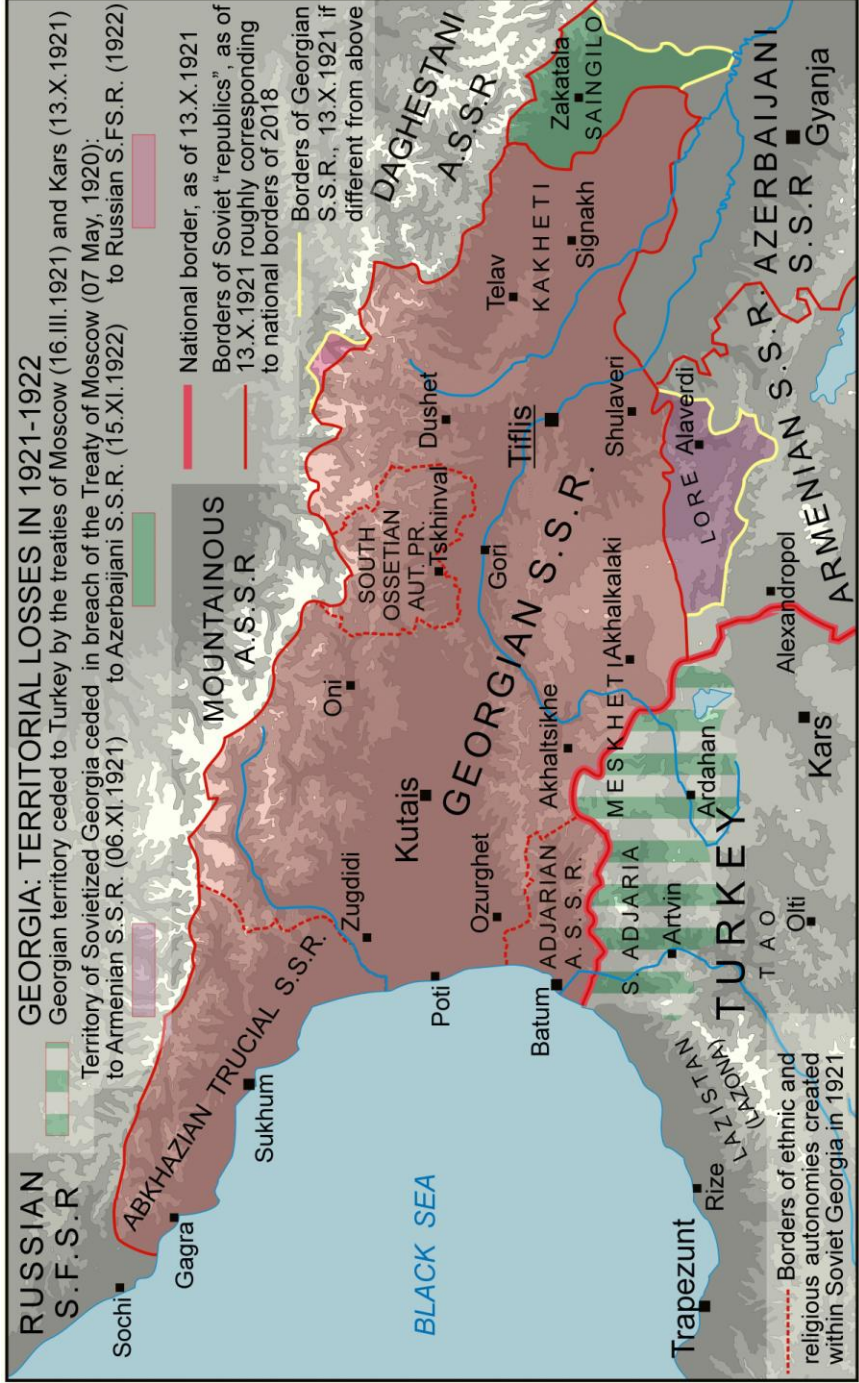 GEORGIA: TERRITORIAL LOSSES IN 1921-1922
Georgian territory ceded to Turkey by the treaties of Moscow (16.III.1921) and Kars (13.X.1921)
Territory of Sovietized Georgia ceded in breach of the Treaty of Moscow (07 May, 1920):
to Armenian S.S.R. (06.XI.1921)
to Azerbaijani S.S.R. (15.XI.1922)
to Russian S.FS.R. (1922)
National border, as of 13.X.1921
Borders of Soviet "republics", as of
13.X.1921 roughly corresponding
to national borders of 2018
Borders of Georgian
S.S.R., 13.X.1921 if
different from above
RUSSIAN
S.F.S.R
Sochi
Gagra
ABKHAZIAN TRUCIAL S.S.R.
Sukhum
MOUNTAINOUS
A.S.S.R
DAGHESTANI
A.S.S.R
Zugdidi
Oni
SOUTH
OSSETIAN
AUT. PR.
Tskhinval
Dushet
Telav
KAKHETI
Signakh
Zakatala
SAINGILO
BLACK SEA
Poti
Kutais
Gori
Tiflis
GEORGIAN S.S.R.
Ozurghet
ADJARIAN
A.S.S.R.
Batum
Akhaltsikhe
MESKHETI
Akhalkalaki
Shulaveri
LORE
Alaverdi
S. ADJARIA
Artvin
Ardahan
TURKEY
TAO
Olti
Kars
Alexandropol
ARMENIAN S.S.R.
AZERBAIJANI
S.S.R
Gyanja
LAZISTAN
(LAZONA)
Rize
Trapezunt
Borders of ethnic and
religious autonomies created
within Soviet Georgia in 1921